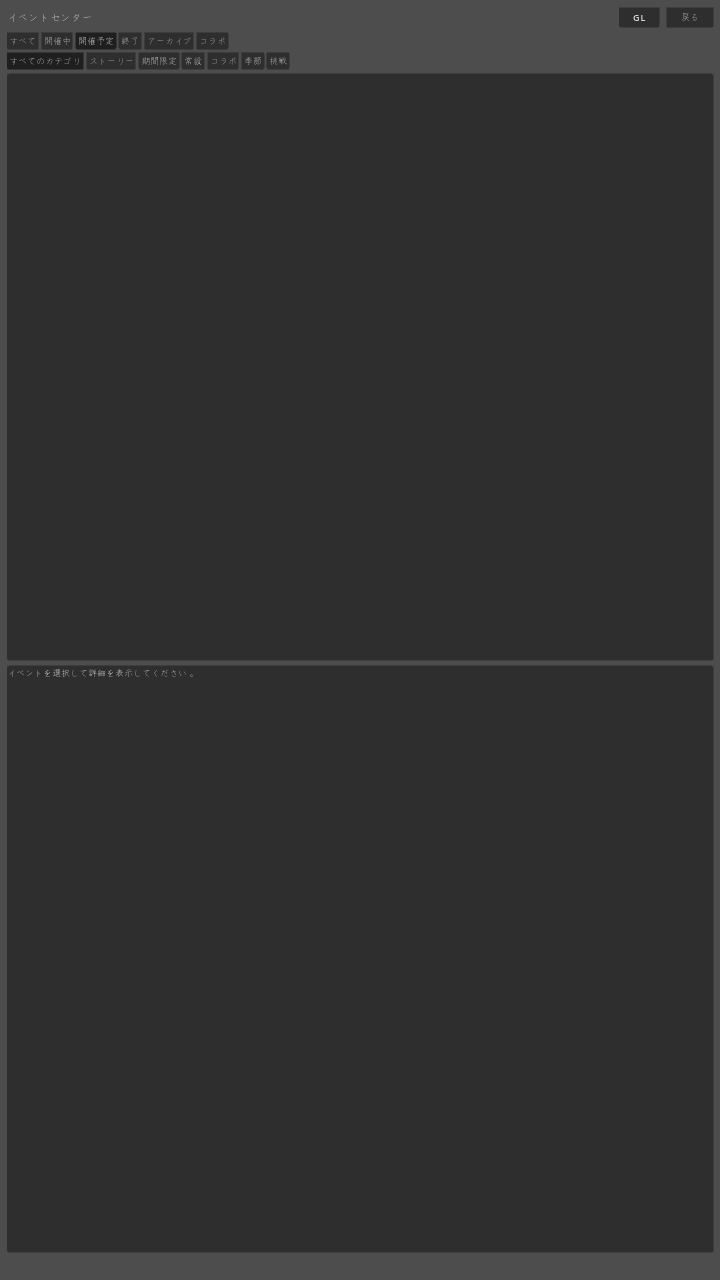 イベントセンター GL 戻る
すべて 開催中 開催予定 終了 アーカイブ コラボ
すべてのカテゴリ ストーリー 期間限定 常設 コラボ 季節 挑戦
イベントを選択して詳細を表示してください。